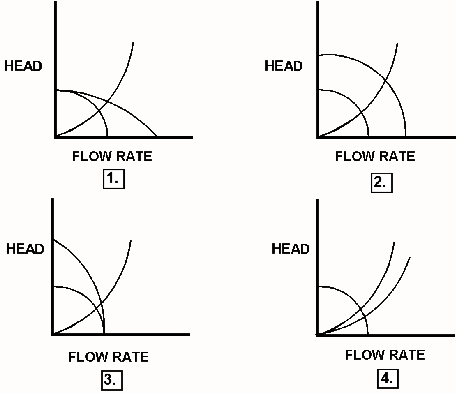 HEAD
FLOW RATE
1.
HEAD
FLOW RATE
2.
HEAD
FLOW RATE
3.
HEAD
FLOW RATE
4.